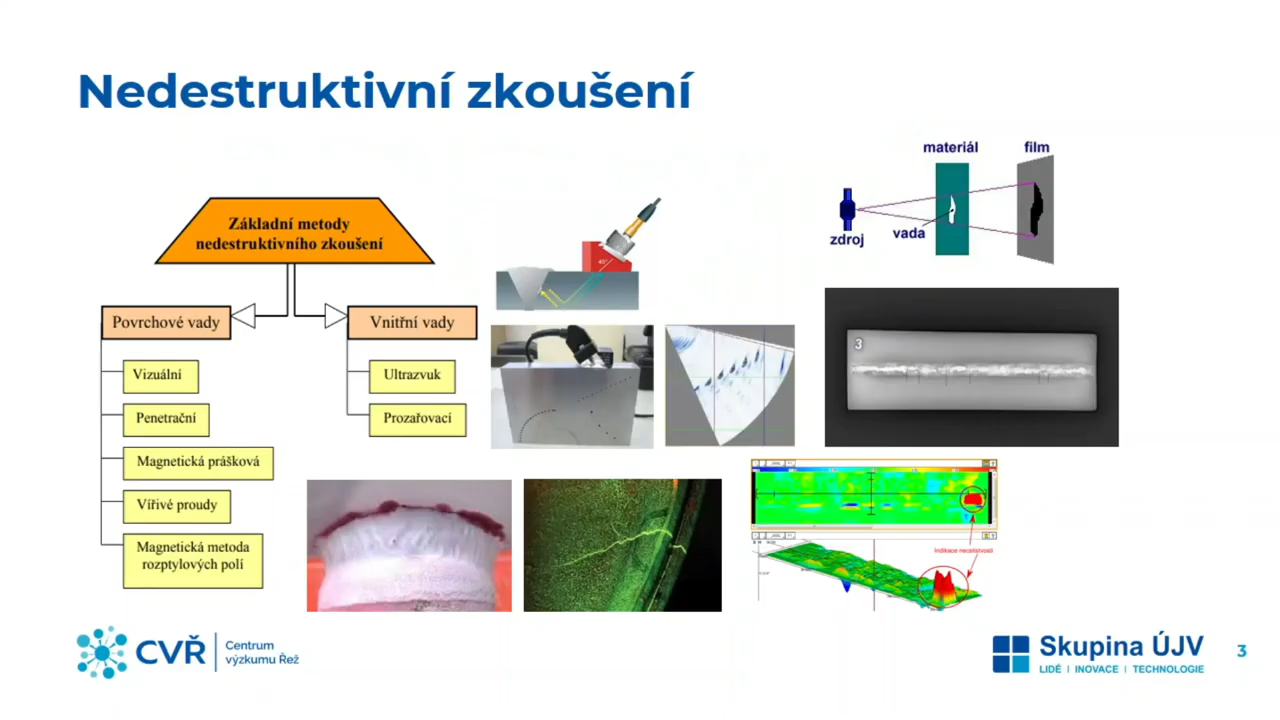 Nedestruktivní zkoušení
Základní metody
nedestruktivního zkoušení
Povrchové vady
Vnitřní vady
Vizuální
Penetrační
Magnetická prášková
Vířivé proudy
Magnetická metoda
rozptylových polí
Ultrazvuk
Prozařovací
45°
materiál
film
zdroj
vada
3
Indikace necelistvosti
CVŘ
Centrum
výzkumu Řež
Skupina ÚJV
LIDÉ I INOVACE I TECHNOLOGIE
3